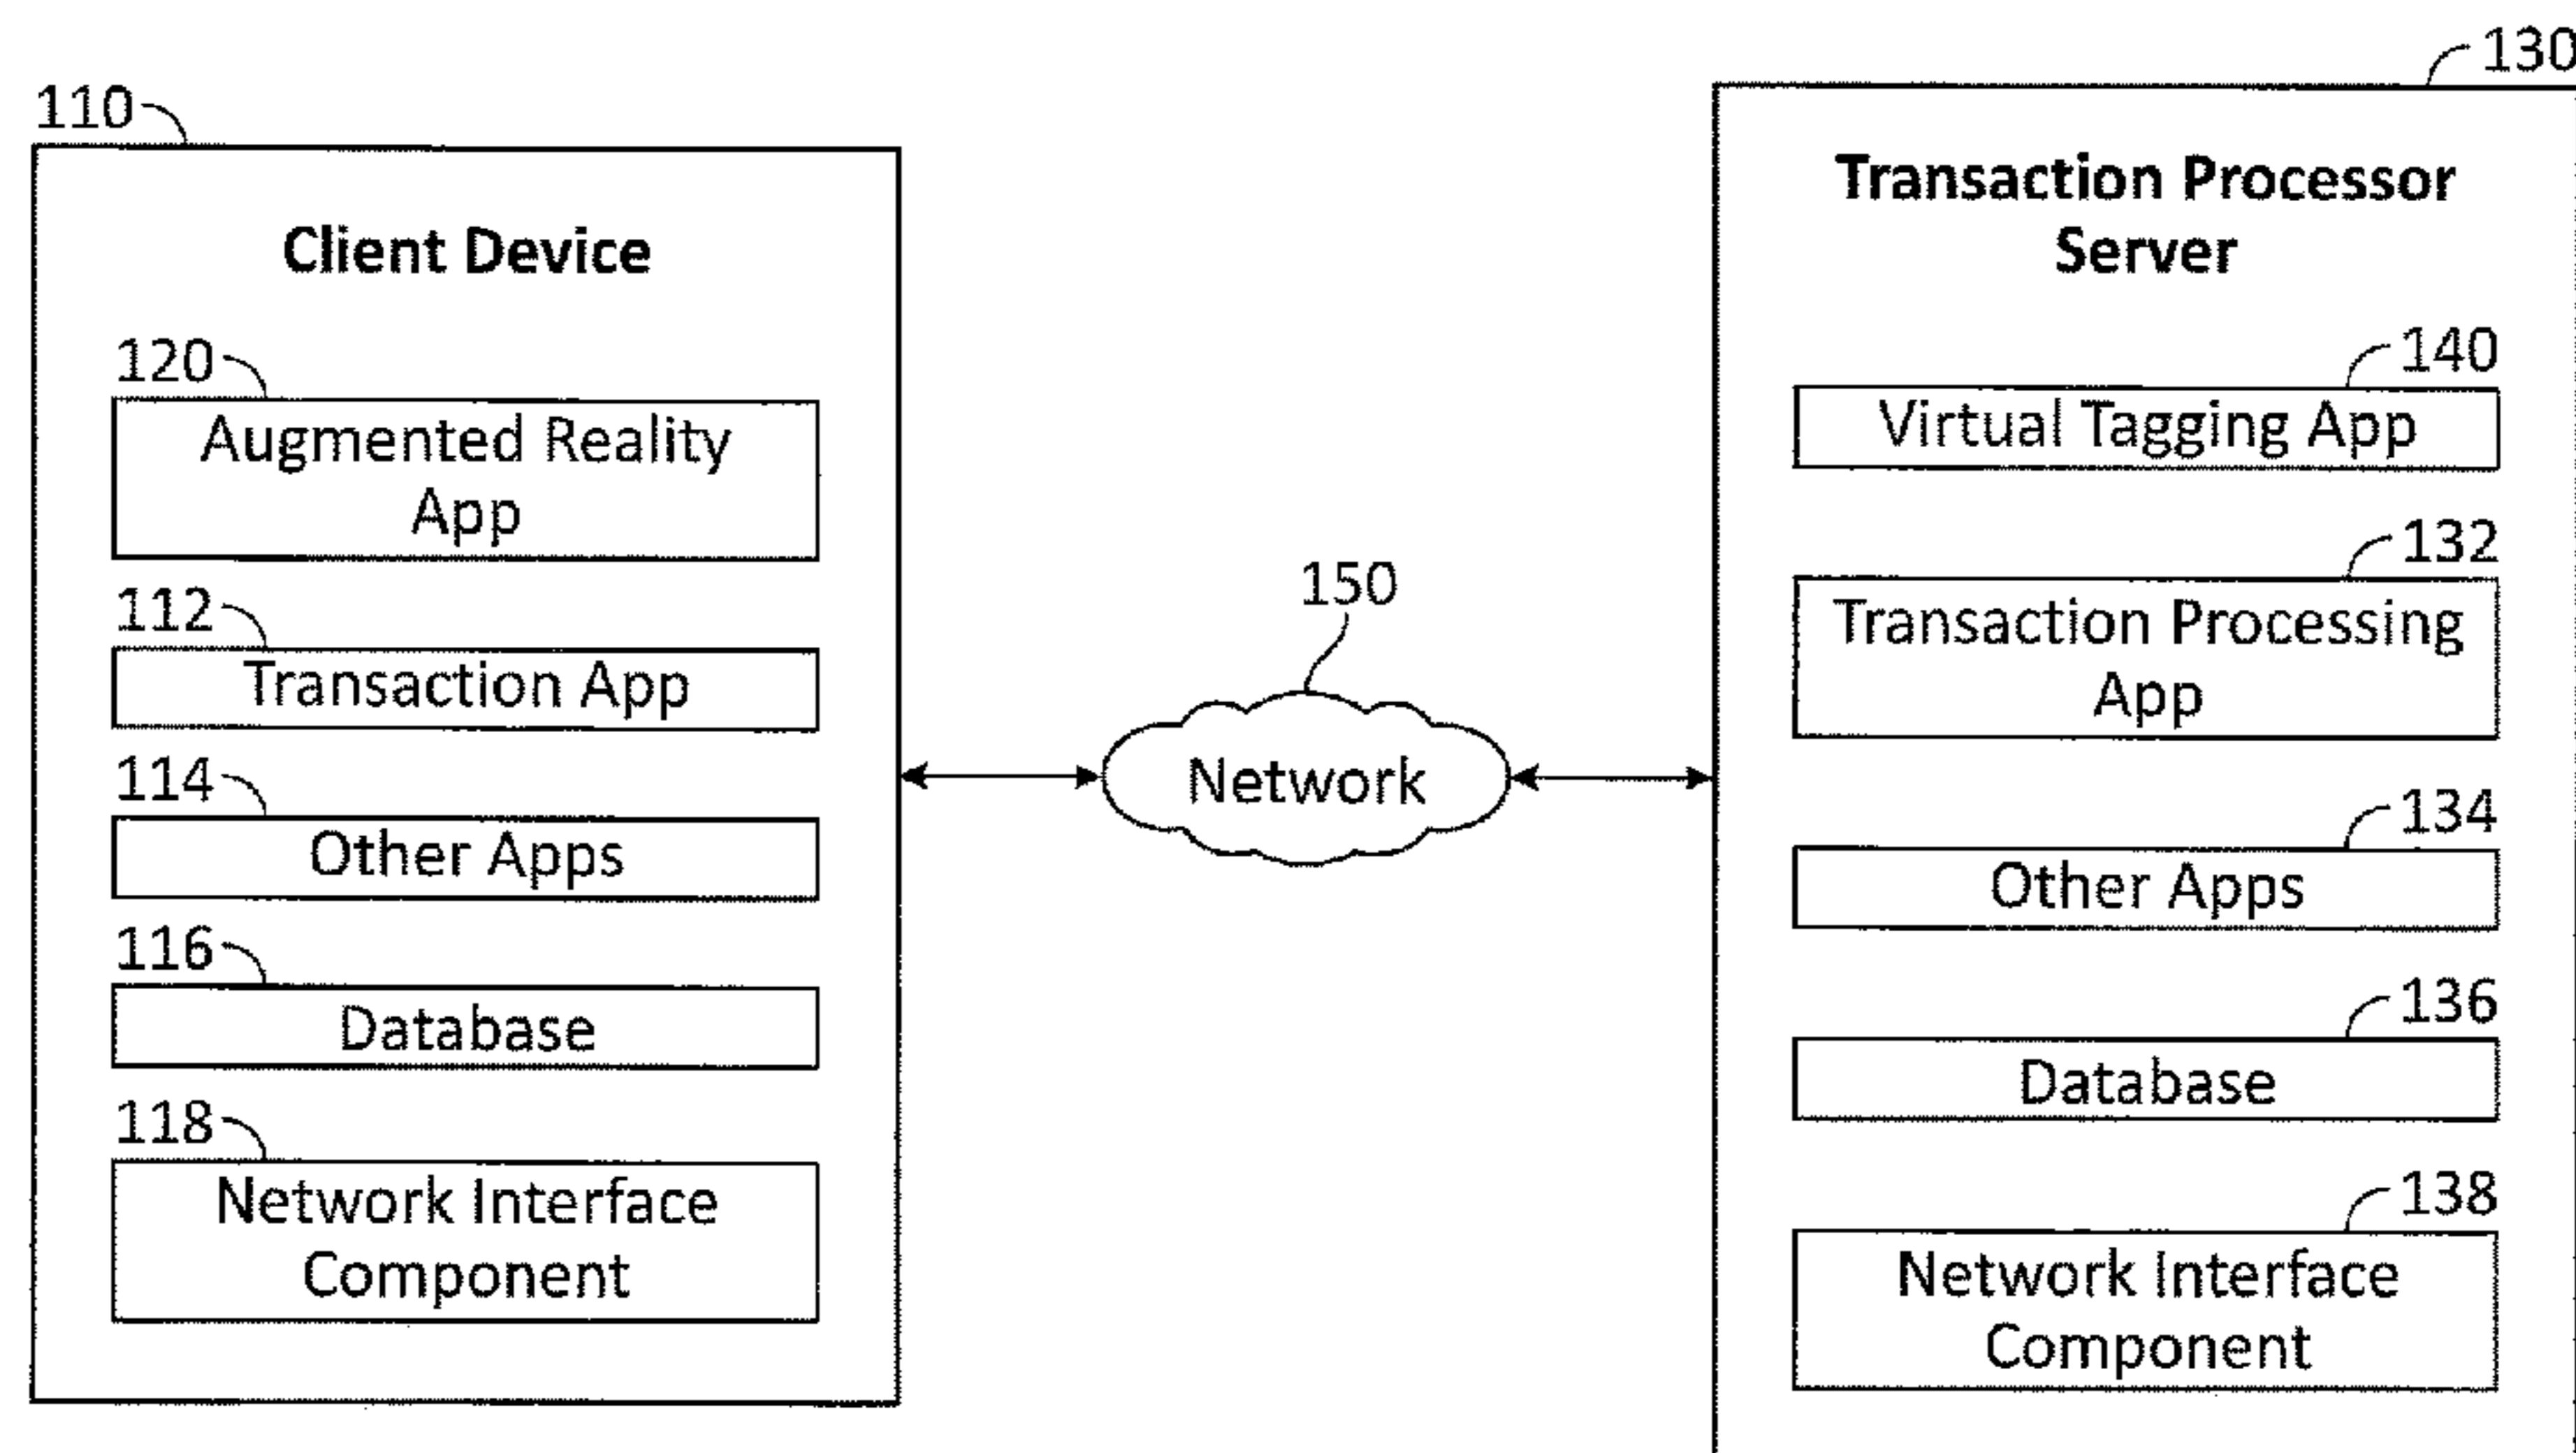 110
Client Device
120
Augmented Reality
App
112
Transaction App
114
Other Apps
116
Database
118
Network Interface
Component
150
Network
130
Transaction Processor
Server
140
Virtual Tagging App
132
Transaction Processing
App
134
Other Apps
136
Database
138
Network Interface
Component